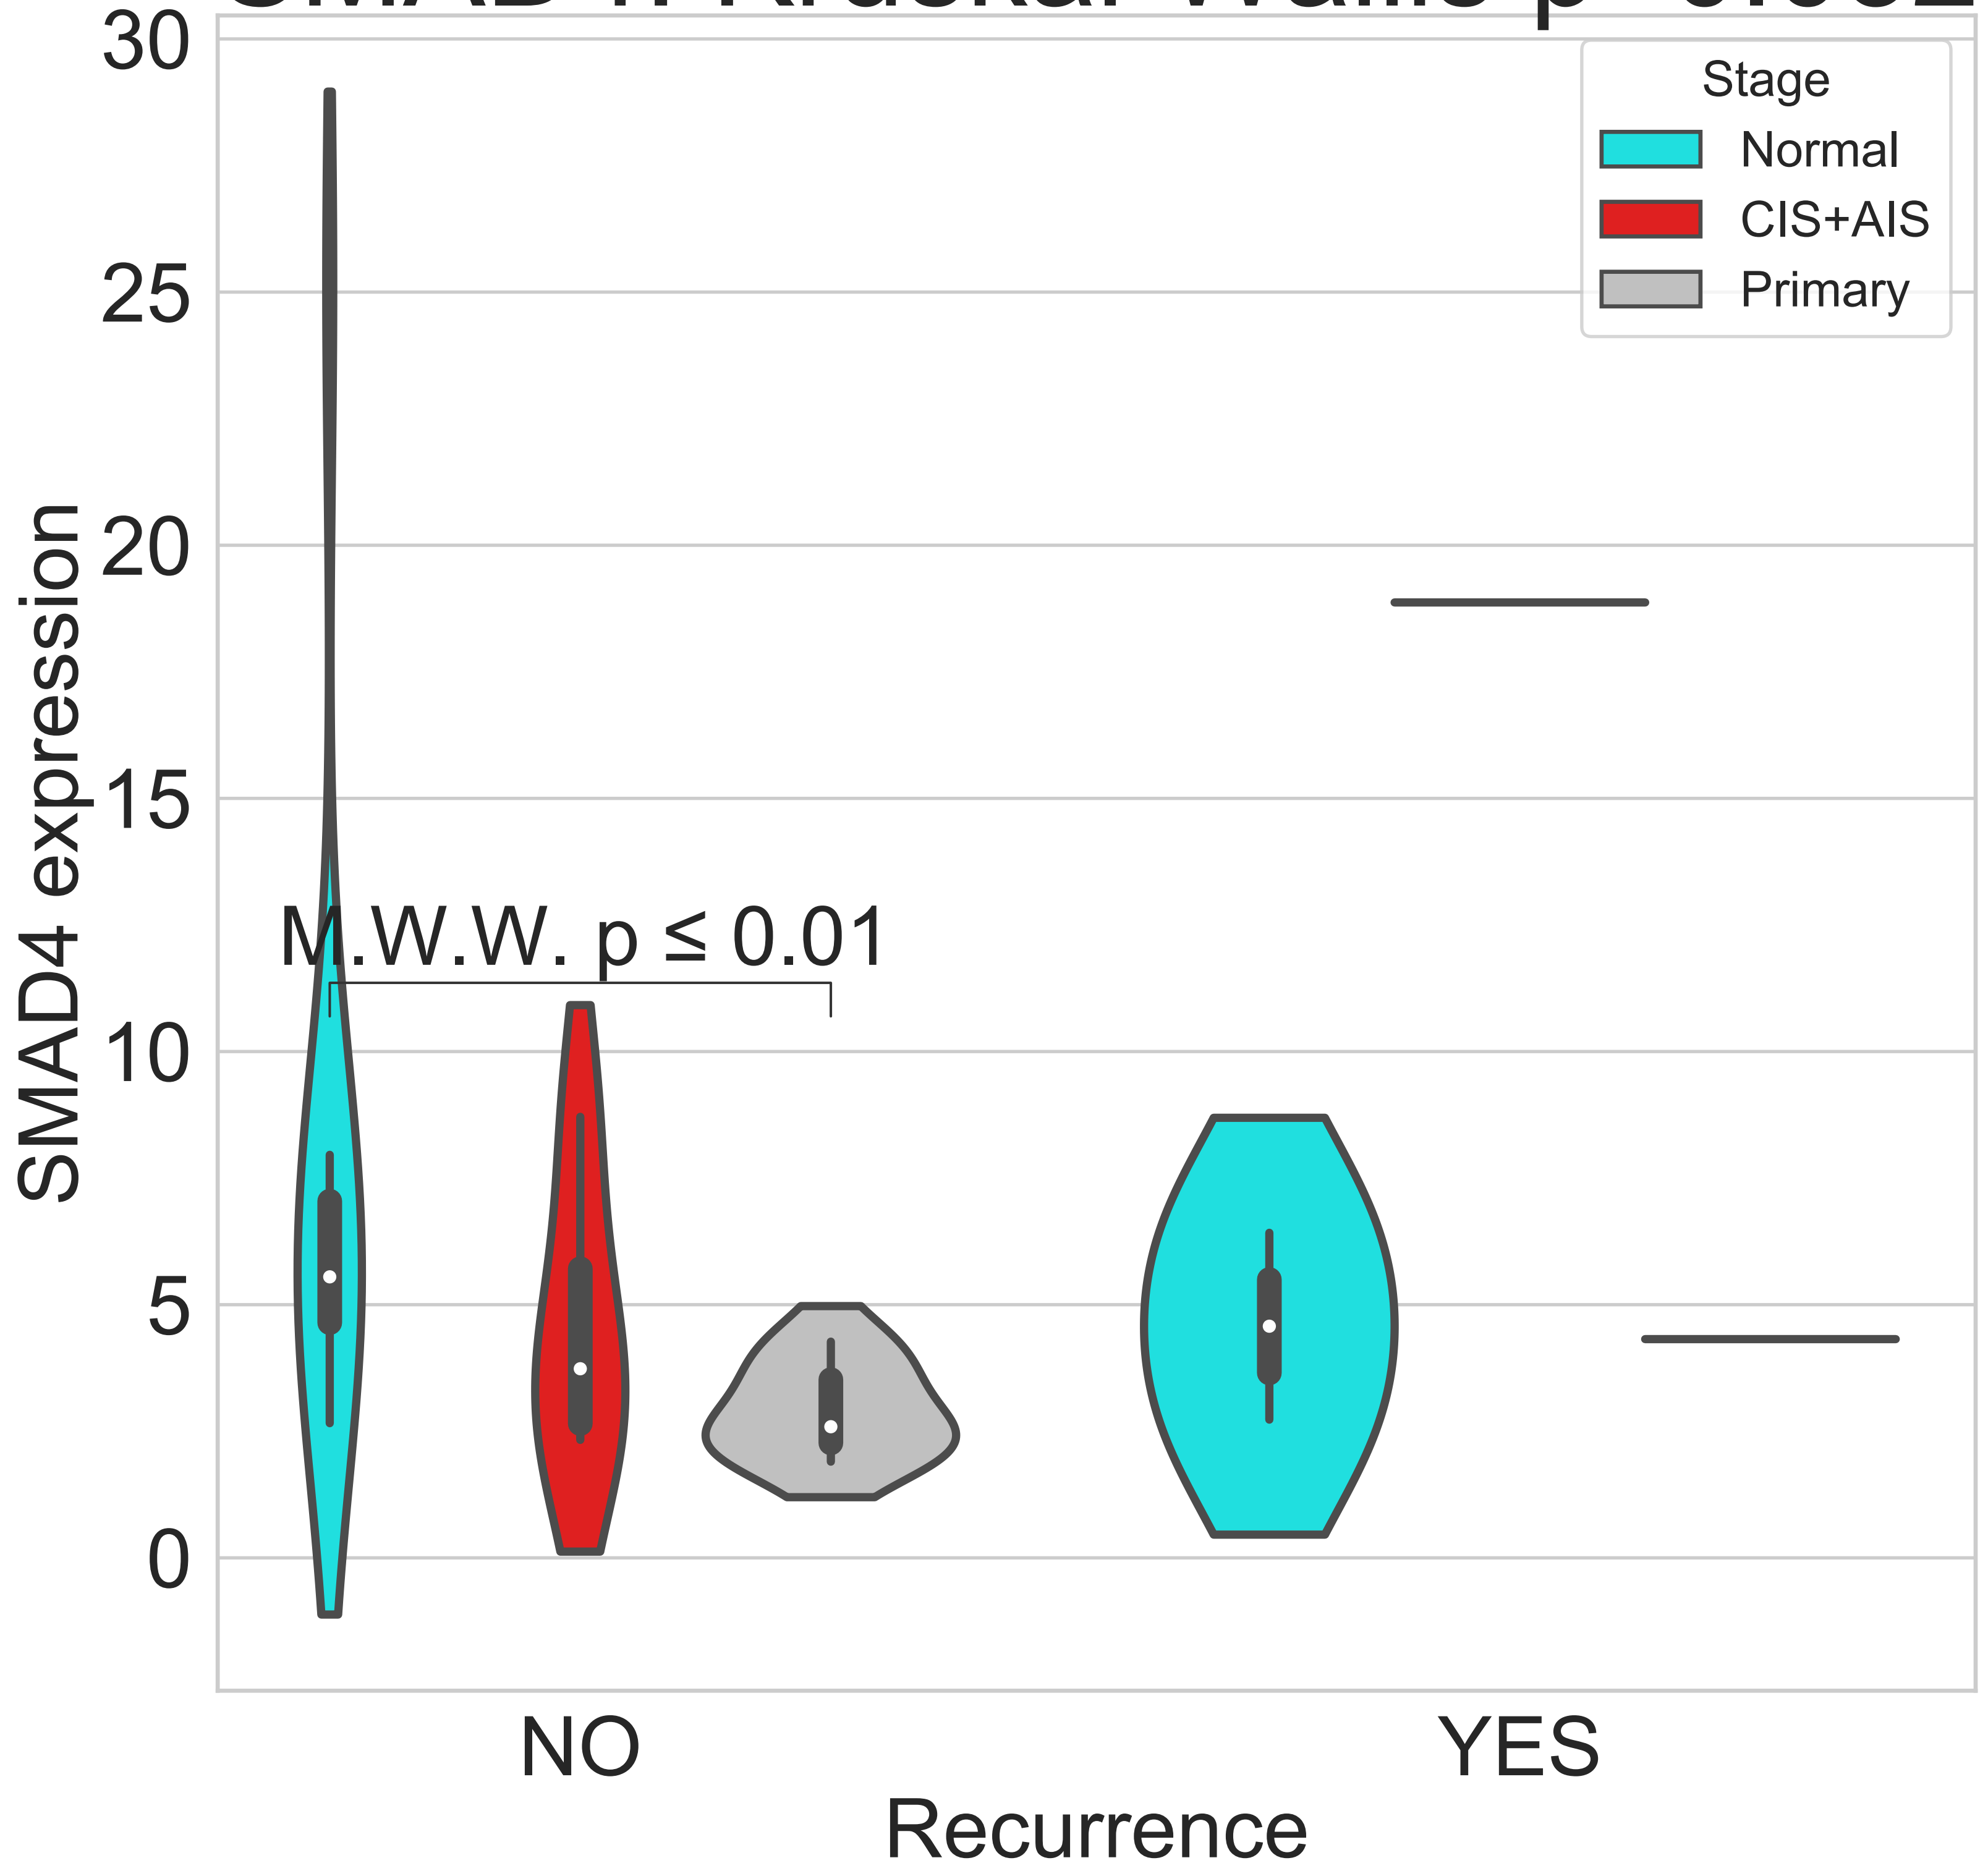 Stage
Normal
CIS+AIS
Primary
30
25
20
15
10
5
0
SMAD4 expression
M.W.W. p ≤ 0.01
NO
YES
Recurrence